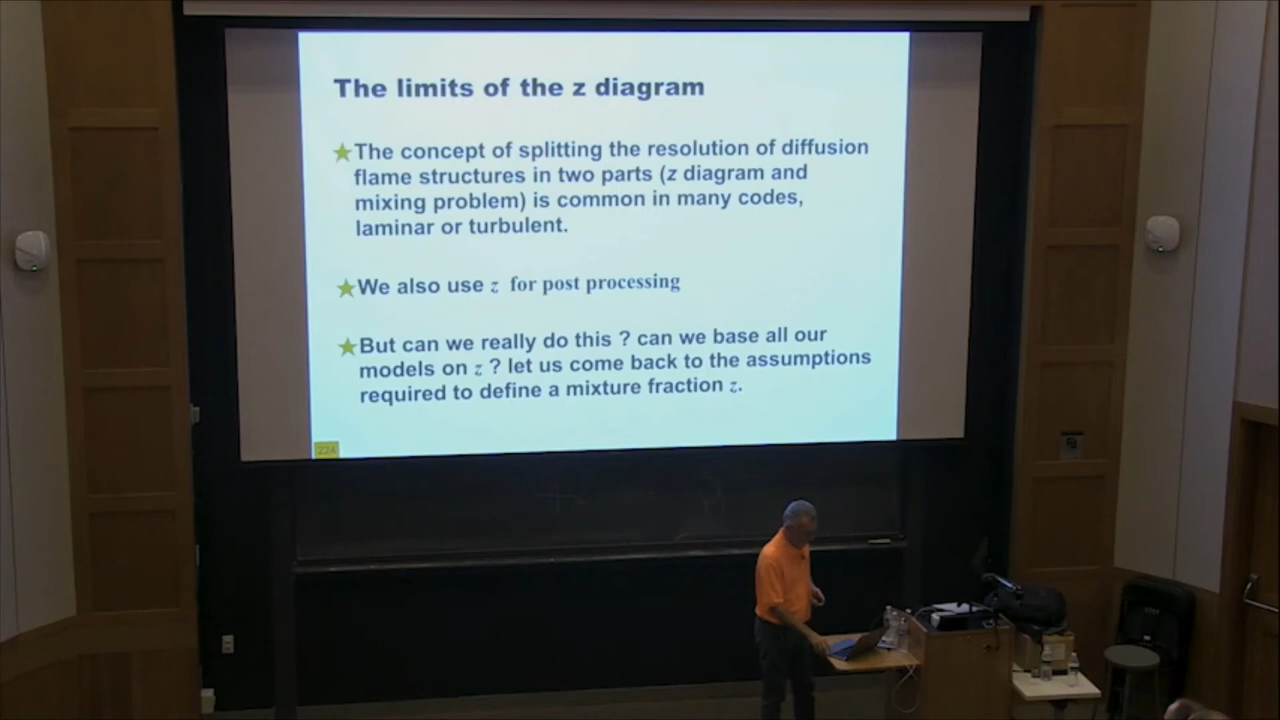 The limits of the z diagram
The concept of splitting the resolution of diffusion
flame structures in two parts (z diagram and
mixing problem) is common in many codes,
laminar or turbulent.
We also use z for post processing
But can we really do this ? can we base all our
models on z ? let us come back to the assumptions
required to define a mixture fraction z.
224